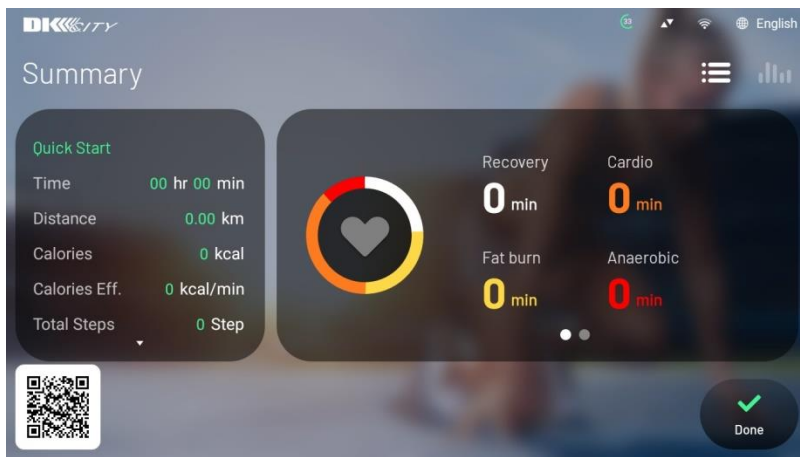 DKCITY
33
English
Summary
Quick Start
Time 00 hr 00 min
Distance 0.00 km
Calories 0 kcal
Calories Eff. 0 kcal/min
Total Steps 0 Step
Recovery Cardio
0 min 0 min
Fat burn Anaerobic
0 min 0 min
Done